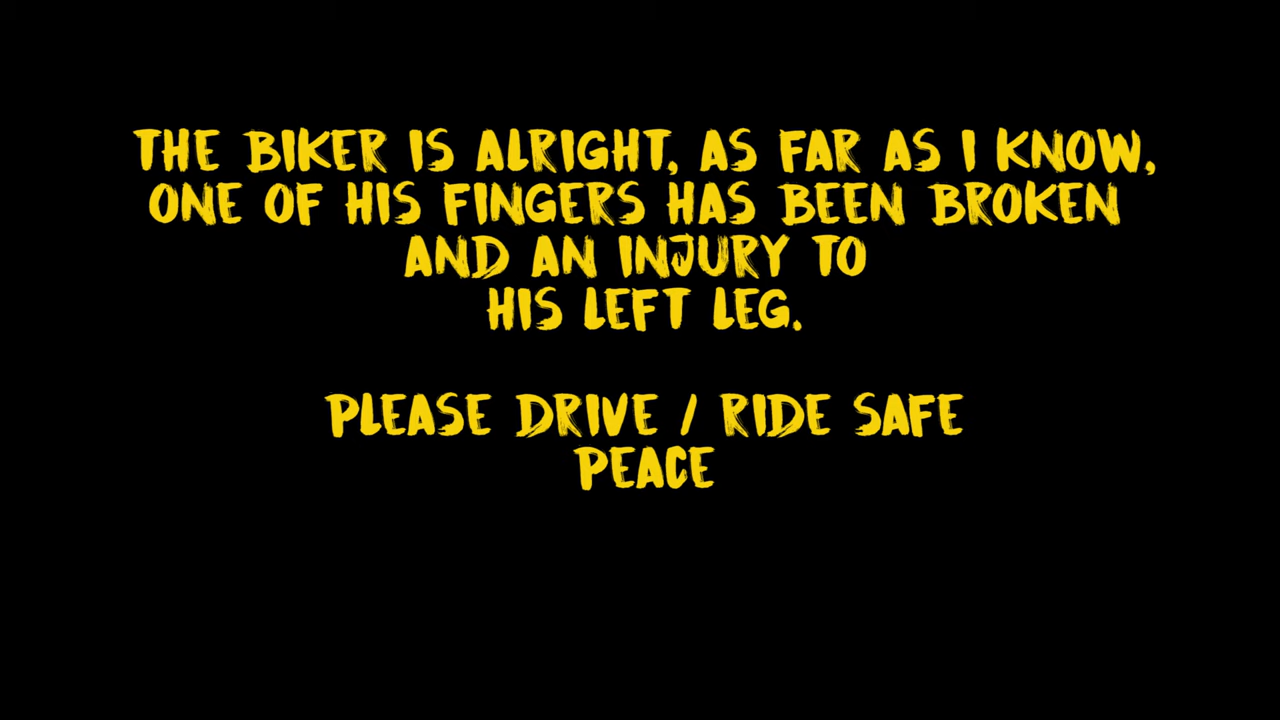 THE BIKER IS ALRIGHT, AS FAR AS I KNOW,
ONE OF HIS FINGERS HAS BEEN BROKEN
AND AN INJURY TO
HIS LEFT LEG.
PLEASE DRIVE / RIDE SAFE
PEACE